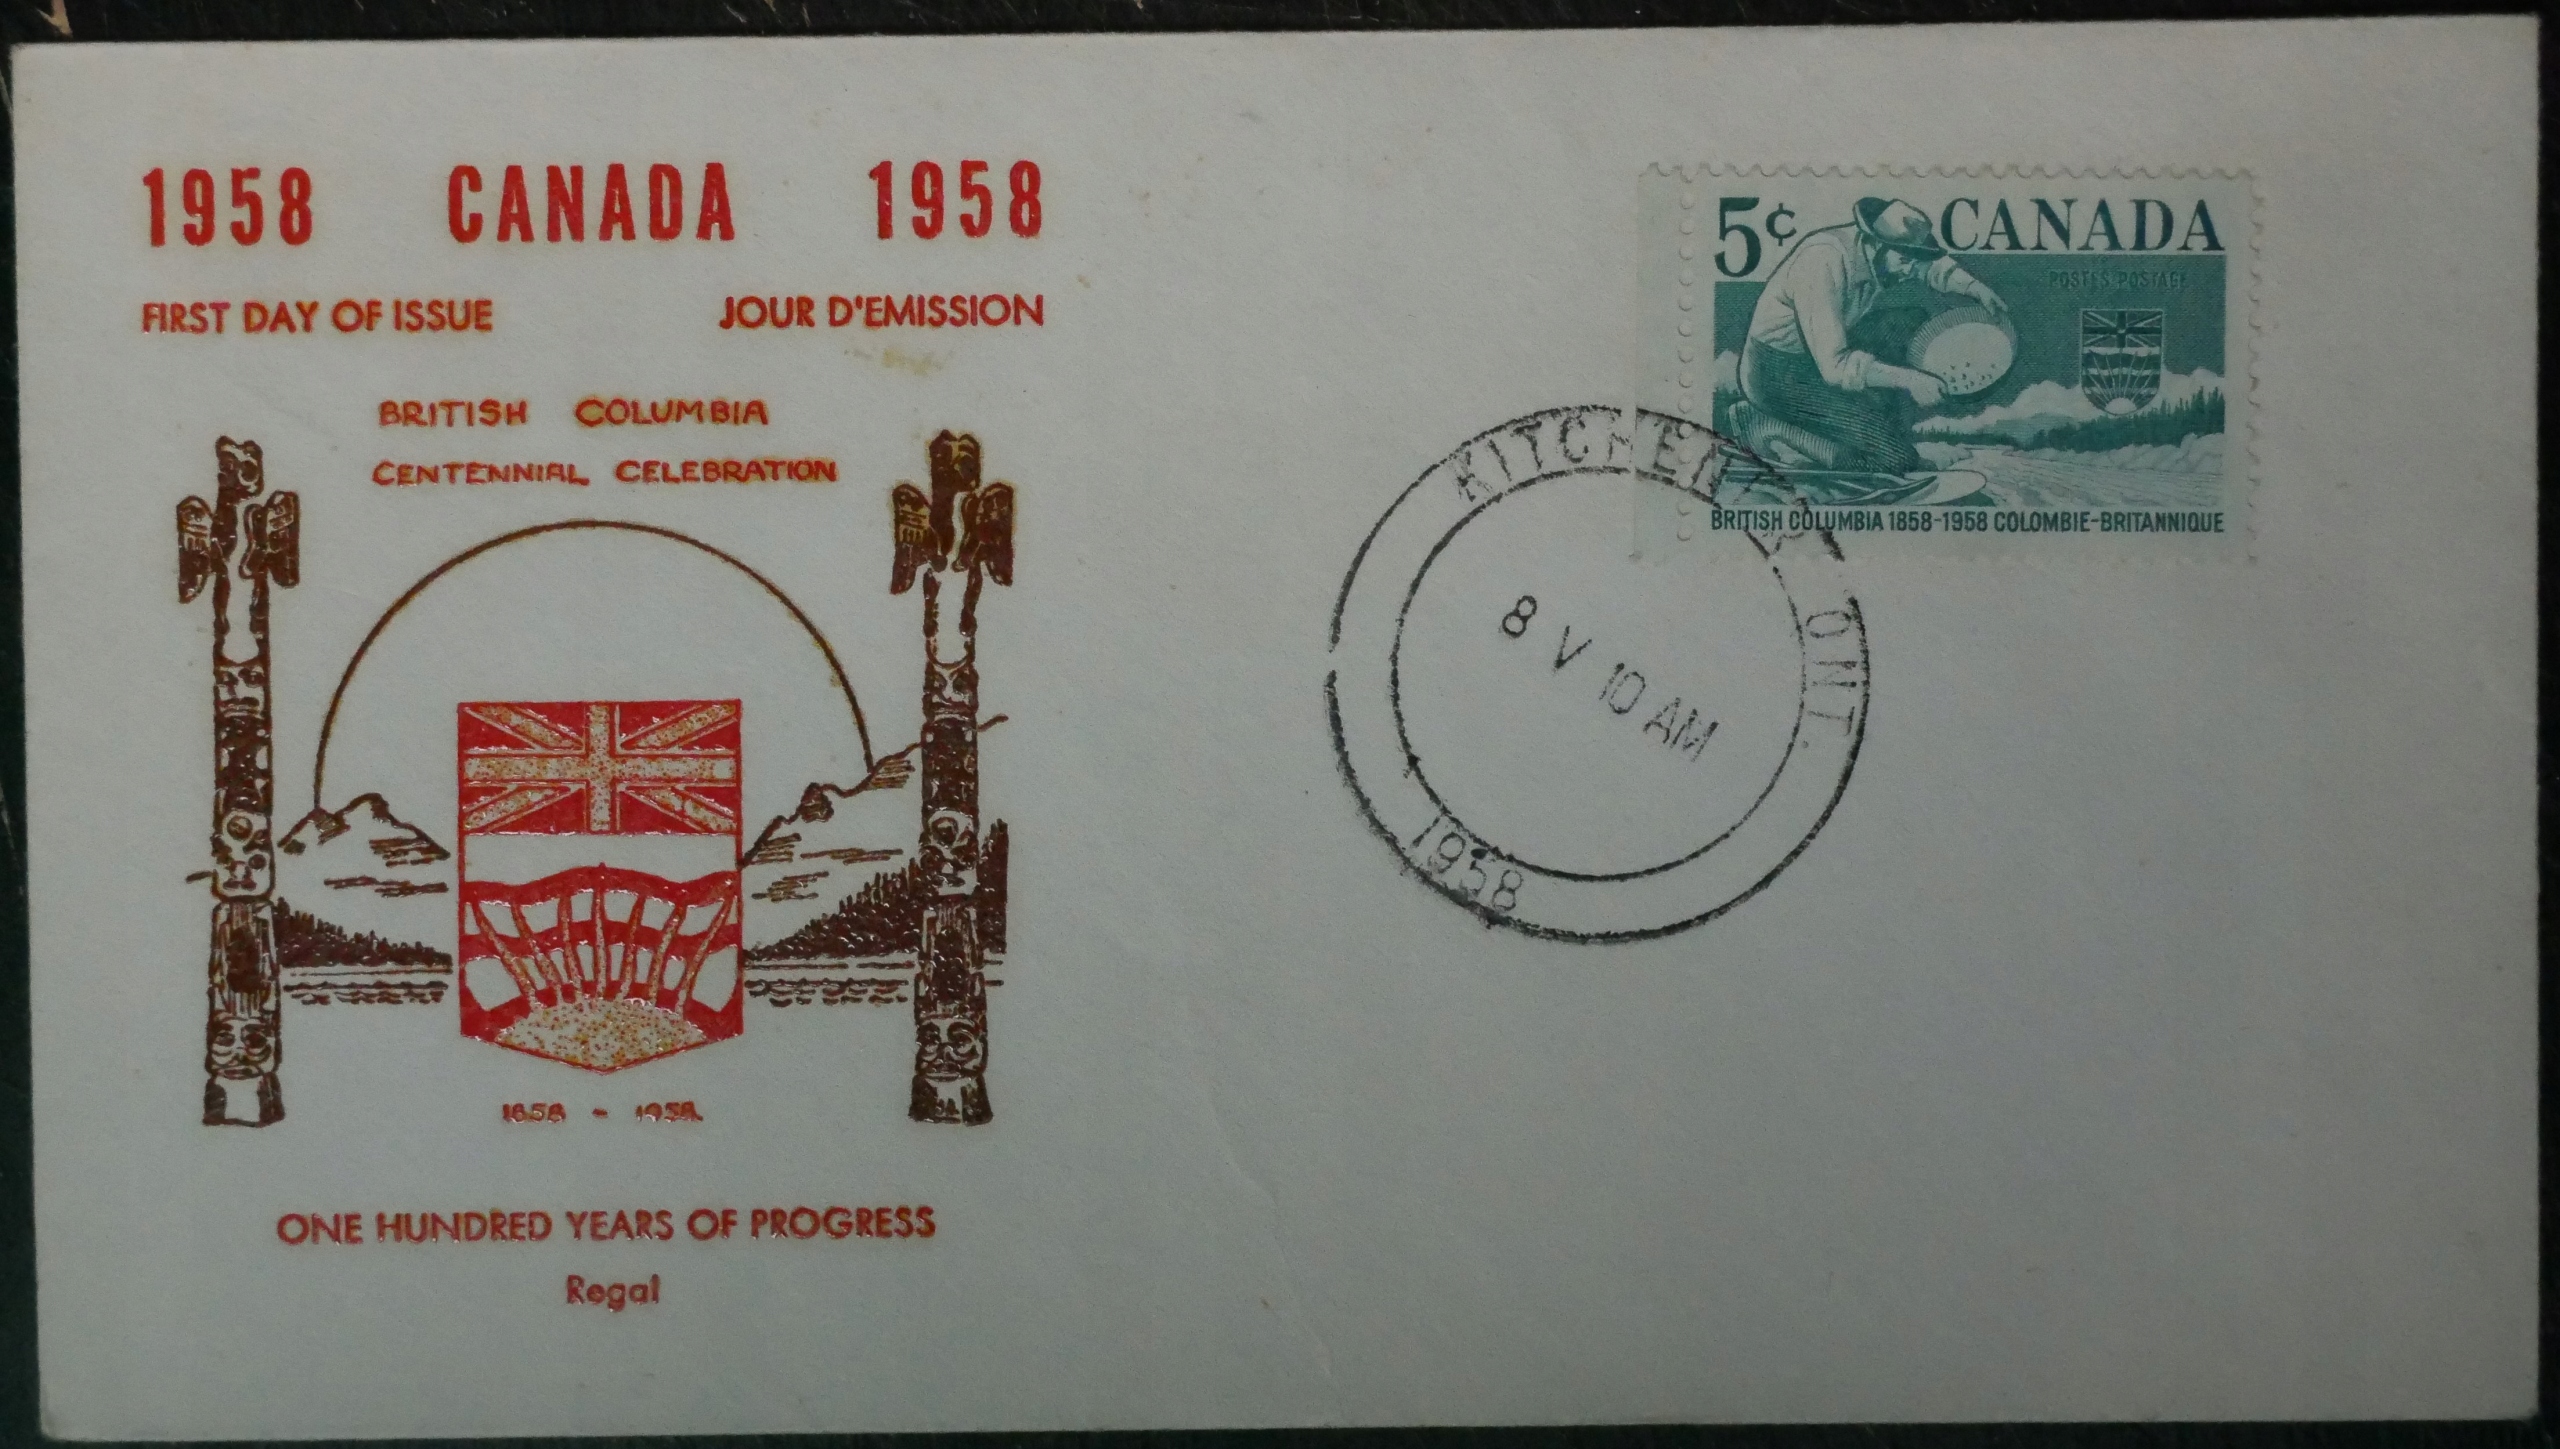 1958 CANADA 1958
FIRST DAY OF ISSUE JOUR D'EMISSION
BRITISH COLUMBIA
CENTENNIAL CELEBRATION
1858 - 1958
ONE HUNDRED YEARS OF PROGRESS
Regal
5¢ CANADA
POSTES POSTAGE
BRITISH COLUMBIA 1858-1958 COLOMBIE-BRITANNIQUE
KITCHENER ONT.
8 V 10 AM
1958